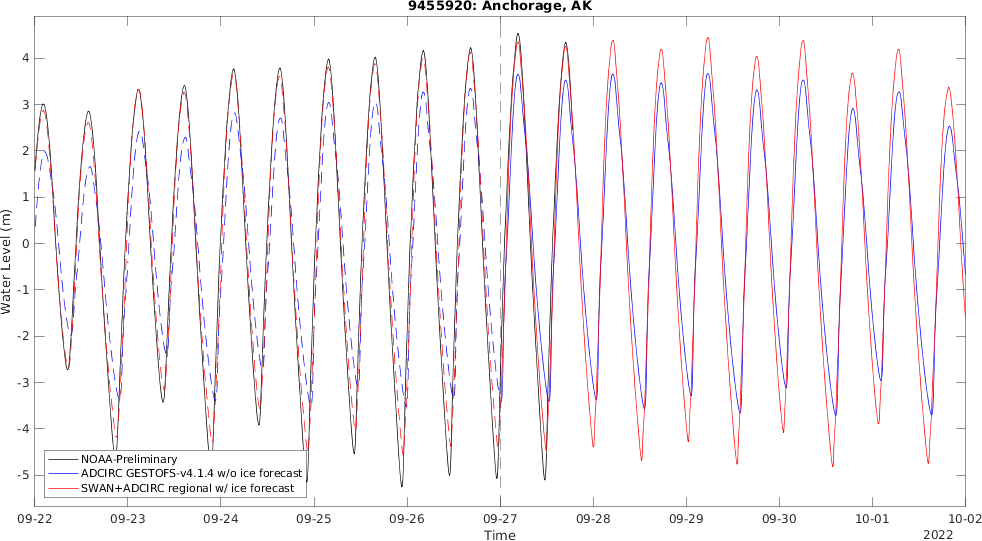 9455920: Anchorage, AK
Water Level (m)
4
3
2
1
0
-1
-2
-3
-4
-5
NOAA-Preliminary
ADCIRC GESTOFS-v4.1.4 w/o ice forecast
SWAN+ADCIRC regional w/ ice forecast
09-22 09-23 09-24 09-25 09-26 09-27 09-28 09-29 09-30 10-01 10-02
Time
2022